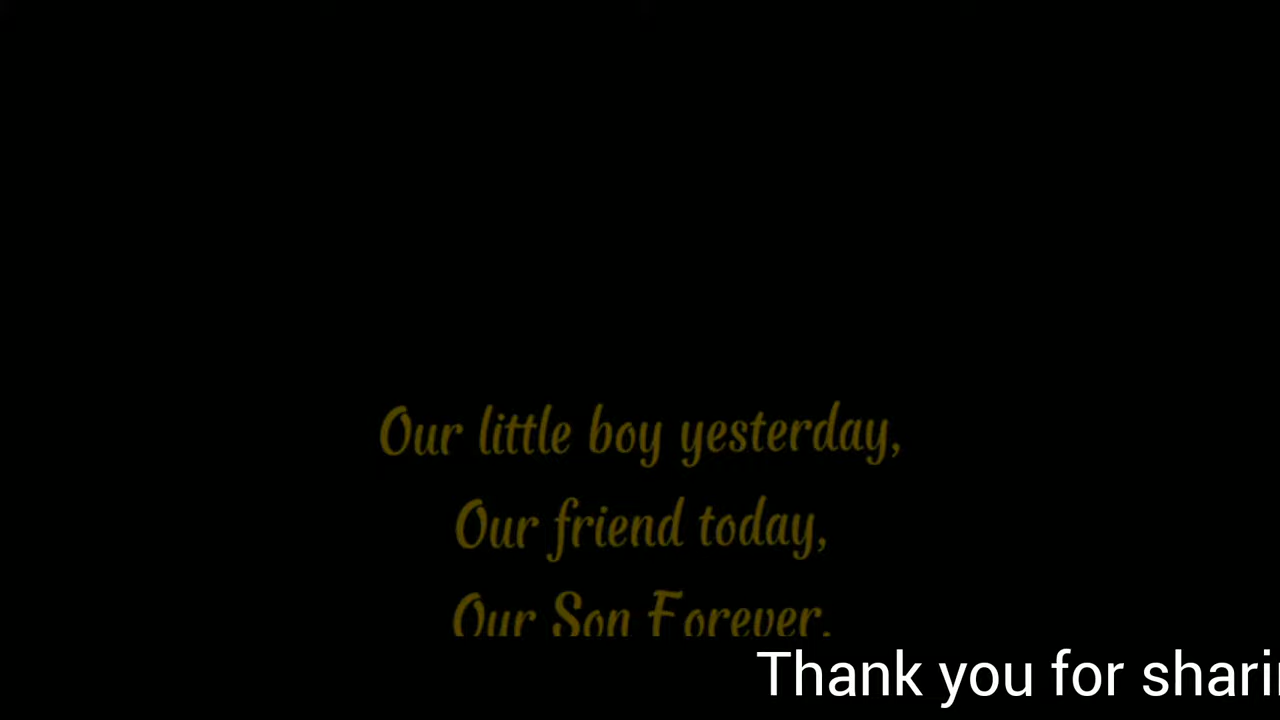 Our little boy yesterday,
Our friend today,
Our Son Forever.
Thank you for shari